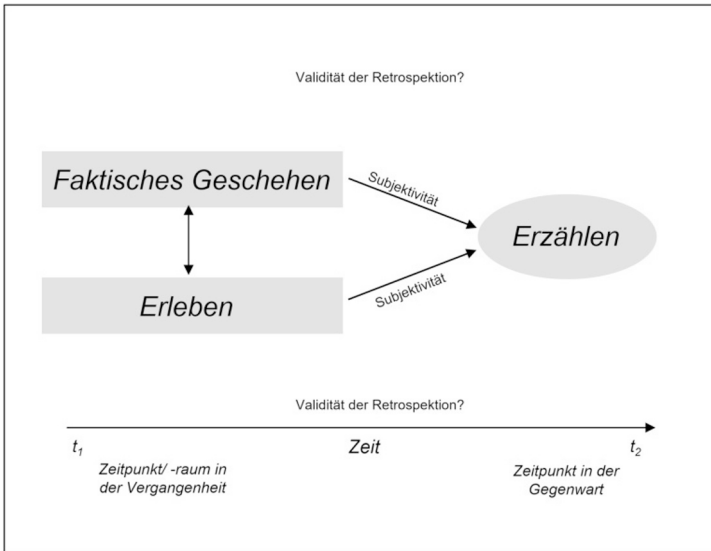 Validität der Retrospektion?
Faktisches Geschehen
Subjektivität
Erzählen
Erleben
Subjektivität
Validität der Retrospektion?
t1
Zeit
t2
Zeitpunkt/ -raum in
der Vergangenheit
Zeitpunkt in der
Gegenwart